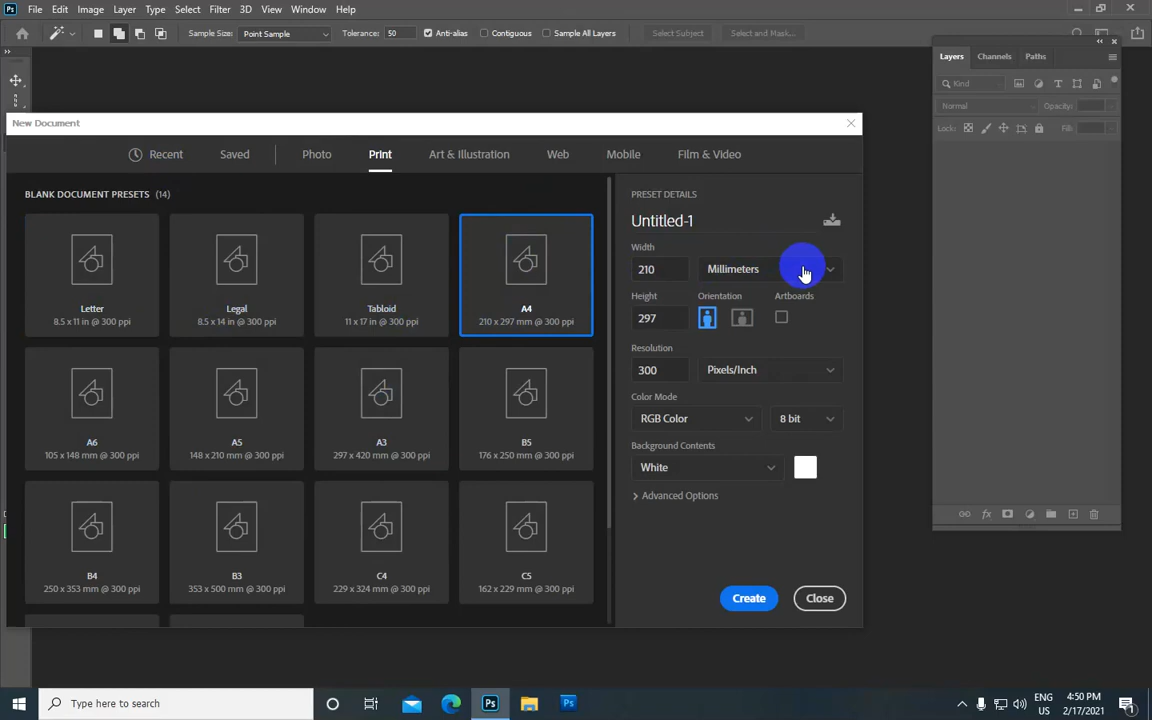 Ps File Edit Image Layer Type Select Filter 3D View Window Help
Sample Size: Point Sample Tolerance: 50 Anti-alias Contiguous Sample All Layers Select Subject Select and Mask...
Layers Channels Paths
Kind
Normal Opacity:
Lock: Fill:
New Document
Recent Saved Photo Print Art & Illustration Web Mobile Film & Video
BLANK DOCUMENT PRESETS (14)
Letter
8.5 x 11 in @ 300 ppi
Legal
8.5 x 14 in @ 300 ppi
Tabloid
11 x 17 in @ 300 ppi
A4
210 x 297 mm @ 300 ppi
A6
105 x 148 mm @ 300 ppi
A5
148 x 210 mm @ 300 ppi
A3
297 x 420 mm @ 300 ppi
B5
176 x 250 mm @ 300 ppi
B4
250 x 353 mm @ 300 ppi
B3
353 x 500 mm @ 300 ppi
C4
229 x 324 mm @ 300 ppi
C5
162 x 229 mm @ 300 ppi
PRESET DETAILS
Untitled-1
Width
210 Millimeters
Height Orientation Artboards
297
Resolution
300 Pixels/Inch
Color Mode
RGB Color 8 bit
Background Contents
White
Advanced Options
Create Close
Type here to search
Ps
ENG
US
4:50 PM
2/17/2021
1